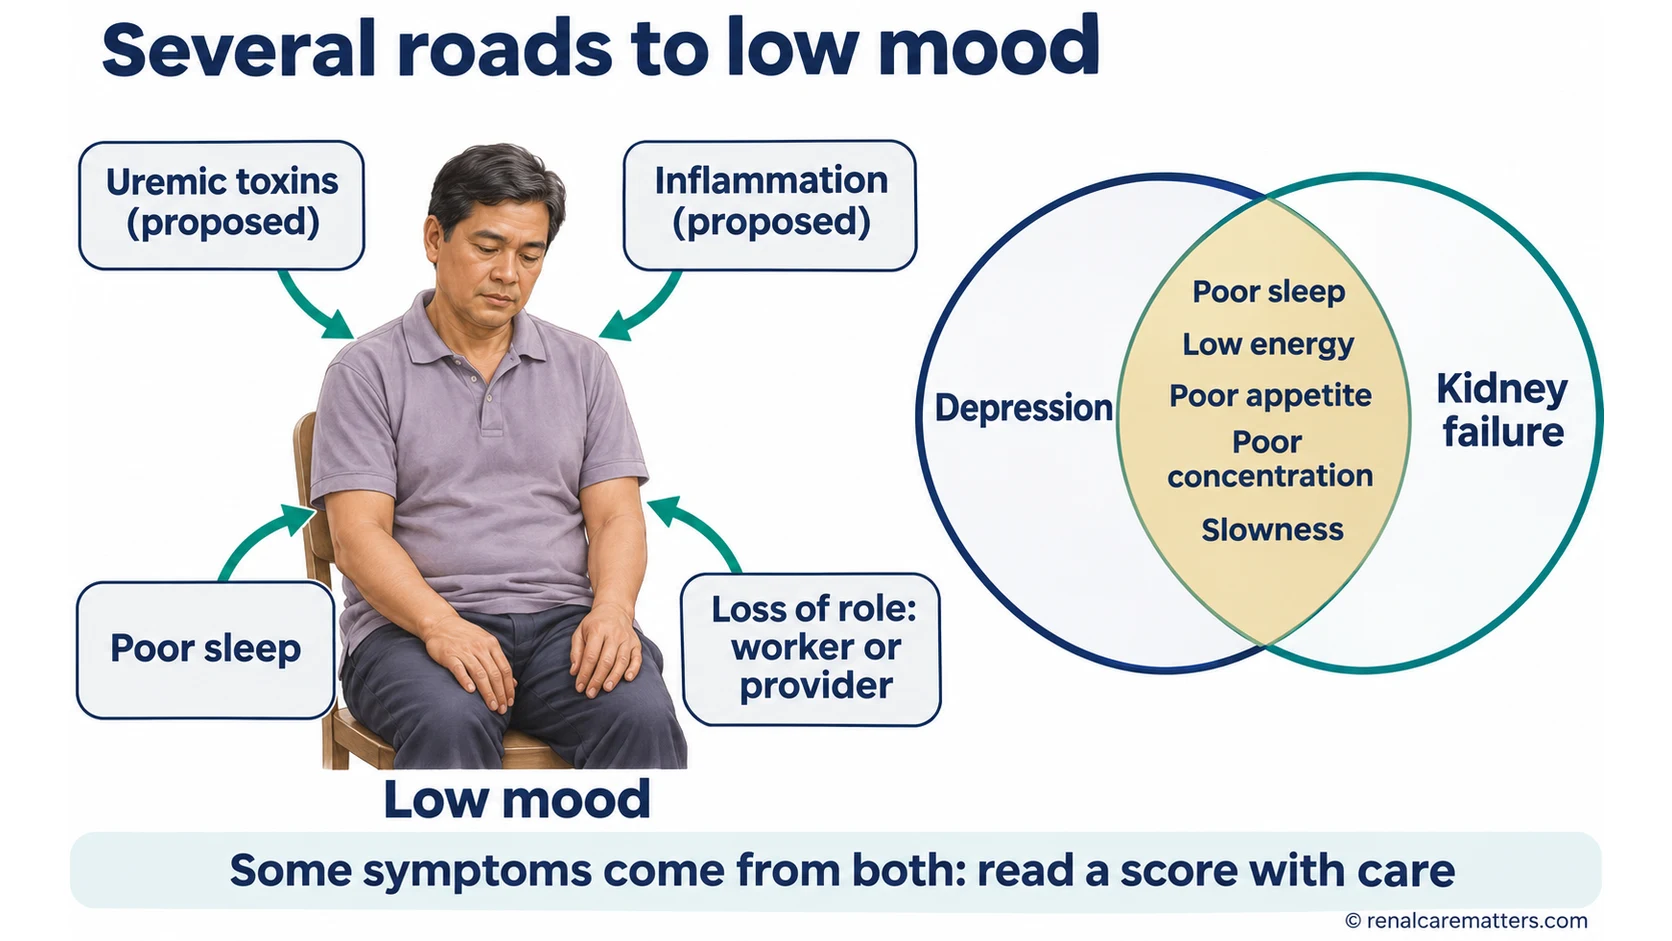 Several roads to low mood
Uremic toxins
(proposed)
Inflammation
(proposed)
Poor sleep
Loss of role:
worker or
provider
Low mood
Depression
Poor sleep
Low energy
Poor appetite
Poor
concentration
Slowness
Kidney
failure
Some symptoms come from both: read a score with care
© renalcarematters.com